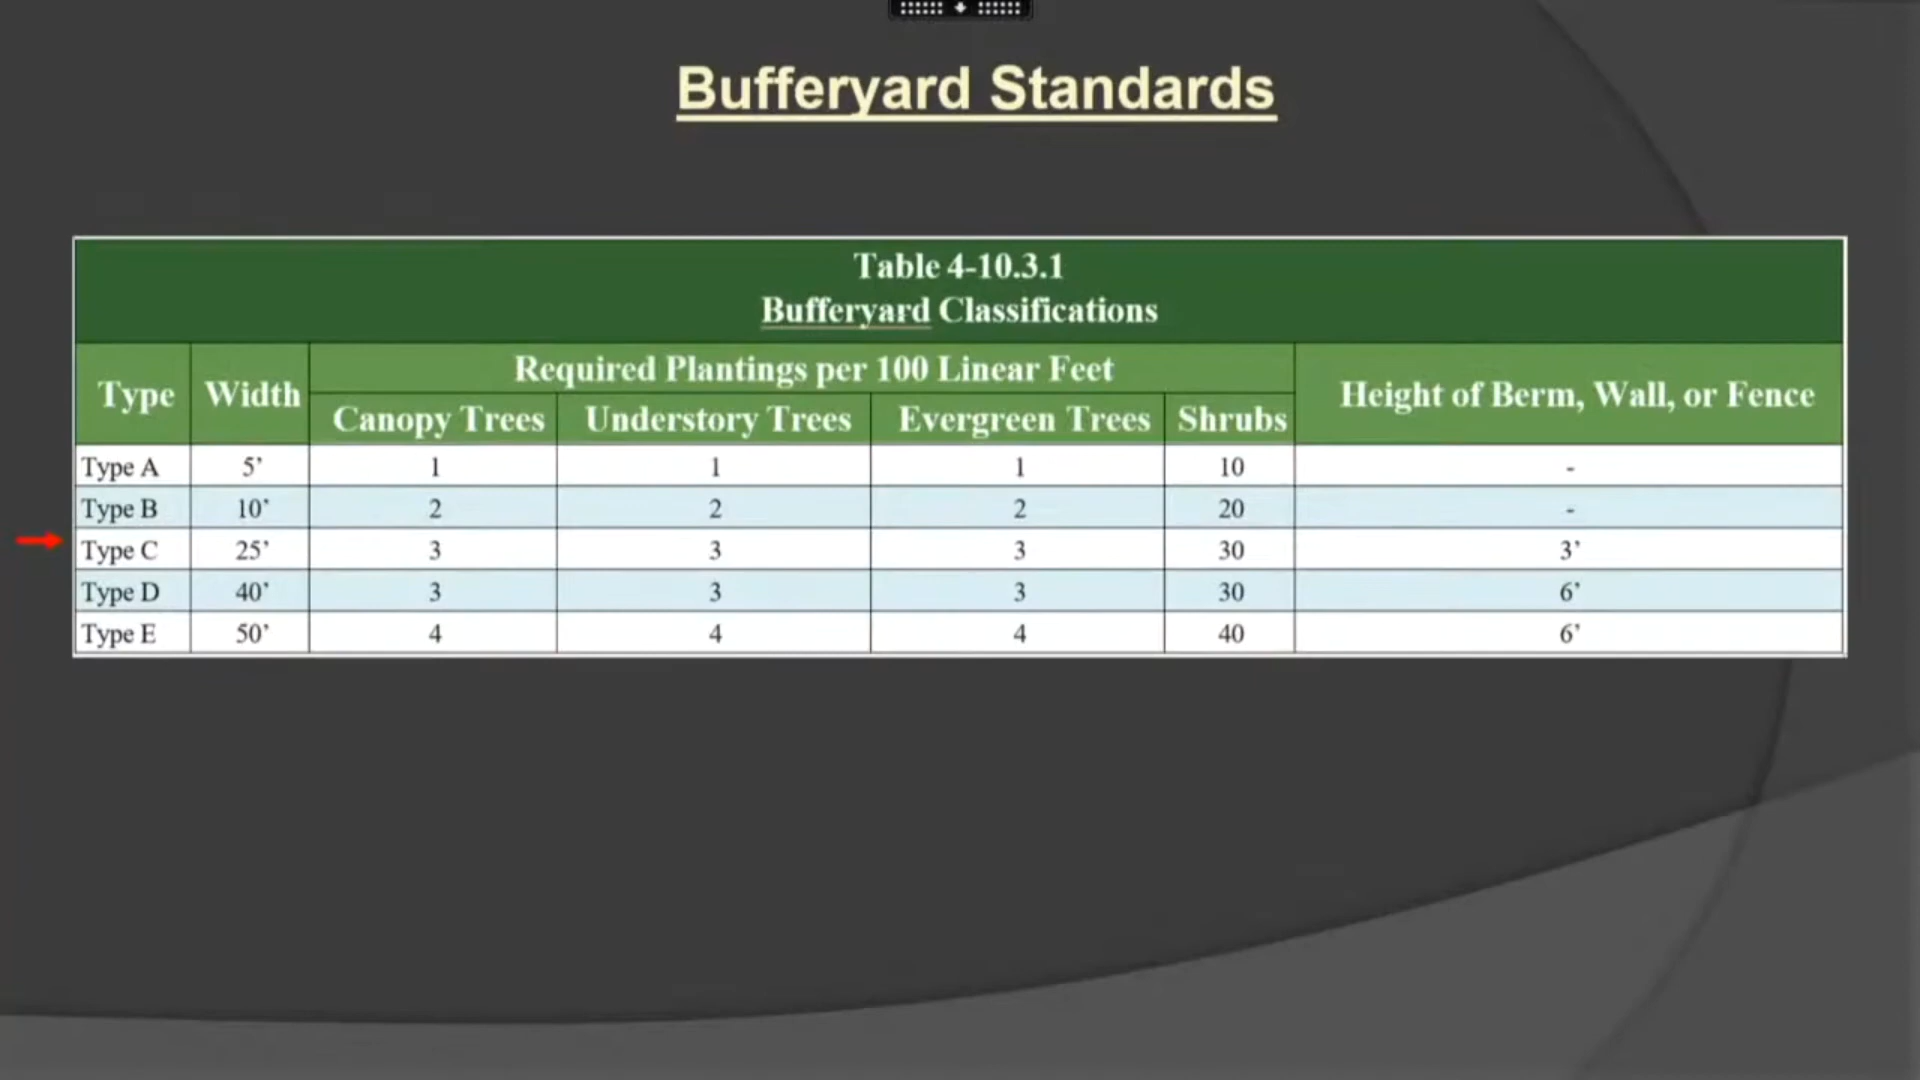 Bufferyard Standards
Table 4-10.3.1
Bufferyard Classifications
Type Width Required Plantings per 100 Linear Feet Height of Berm, Wall, or Fence
Canopy Trees Understory Trees Evergreen Trees Shrubs
Type A 5’ 1 1 1 10 -
Type B 10’ 2 2 2 20 -
Type C 25’ 3 3 3 30 3’
Type D 40’ 3 3 3 30 6’
Type E 50’ 4 4 4 40 6’